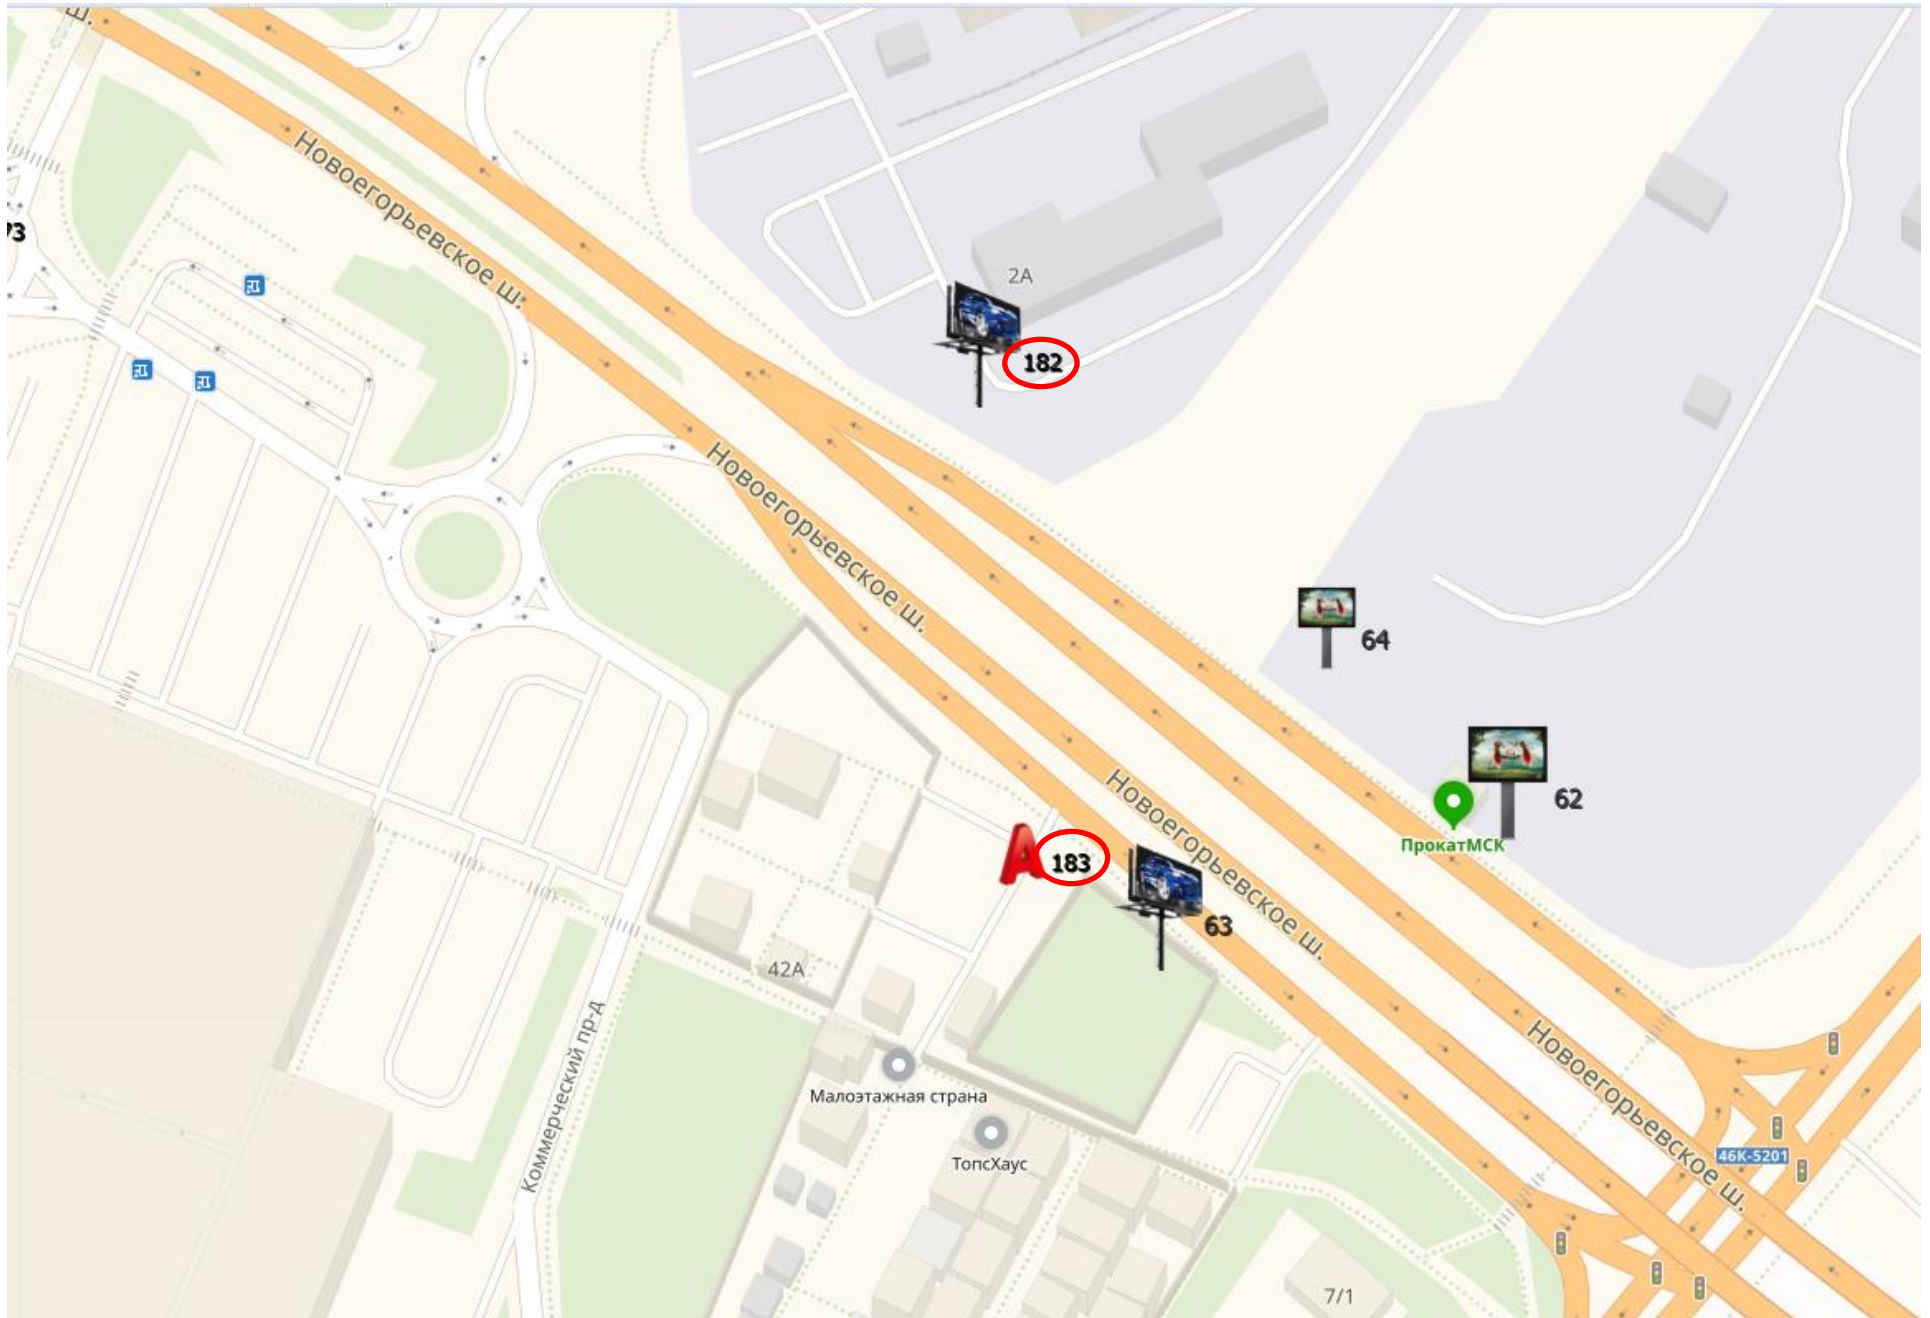 Ш.
Новоегорьевское ш.
73
2А
182
Новоегорьевское ш.
64
62
ПрокатМСК
Новоегорьевское ш.
А
183
63
42А
Коммерческий пр-д
Малоэтажная страна
ТопсХаус
Новоегорьевское ш.
46К-5201
7/1